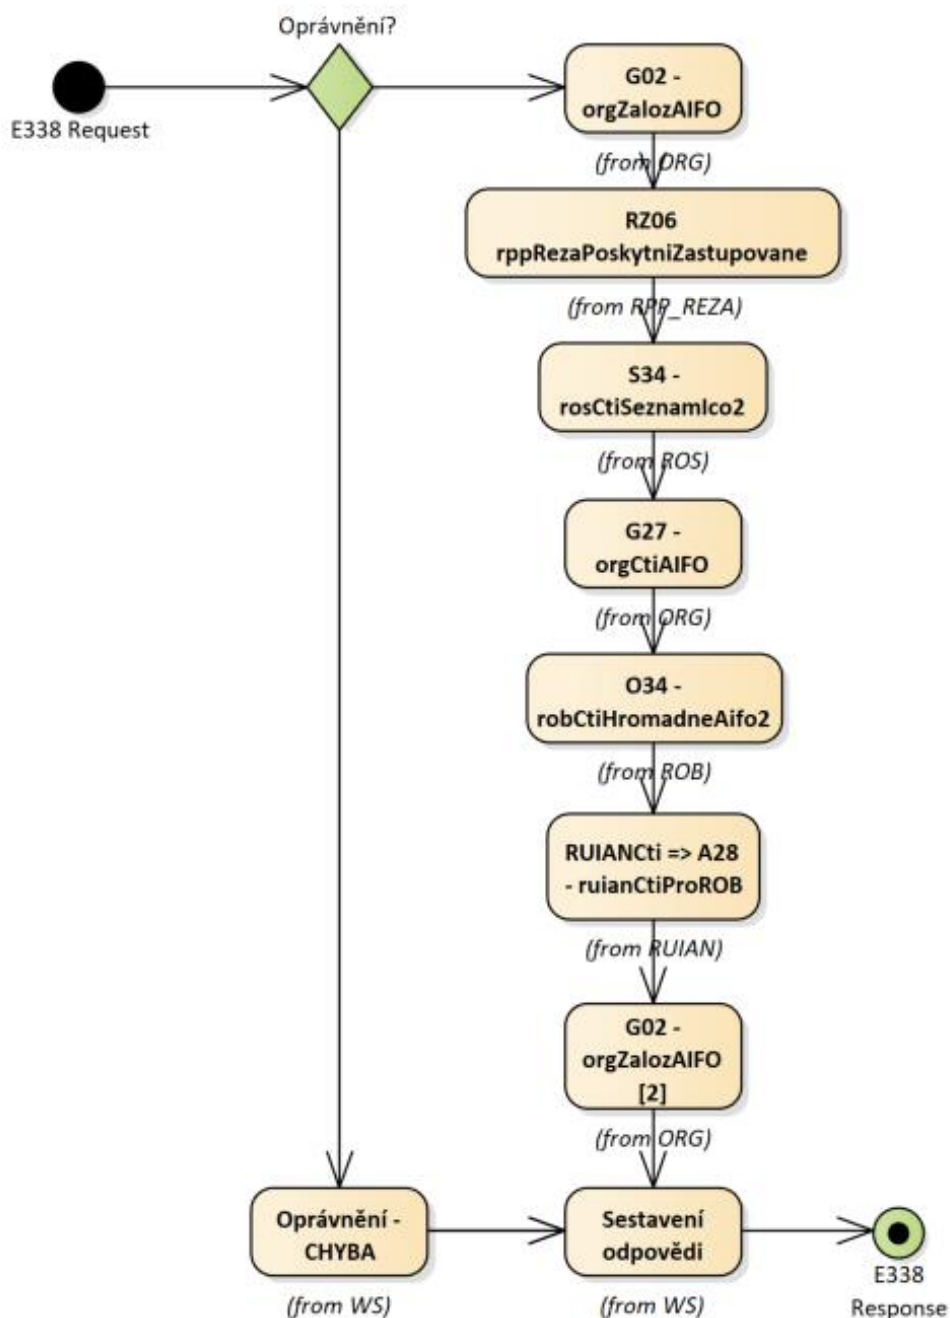 Oprávnění?
E338 Request
G02 -
orgZalozAIFO
(from ORG)
RZ06
rppRezaPoskytniZastupovane
(from RPP_REZA)
S34 -
rosCtiSeznamIco2
(from ROS)
G27 -
orgCtiAIFO
(from ORG)
O34 -
robCtiHromadneAifo2
(from ROB)
RUIANCti => A28
- ruianCtiProROB
(from RUIAN)
G02 -
orgZalozAIFO
[2]
(from ORG)
Oprávnění -
CHYBA
(from WS)
Sestavení
odpovědi
(from WS)
E338
Response